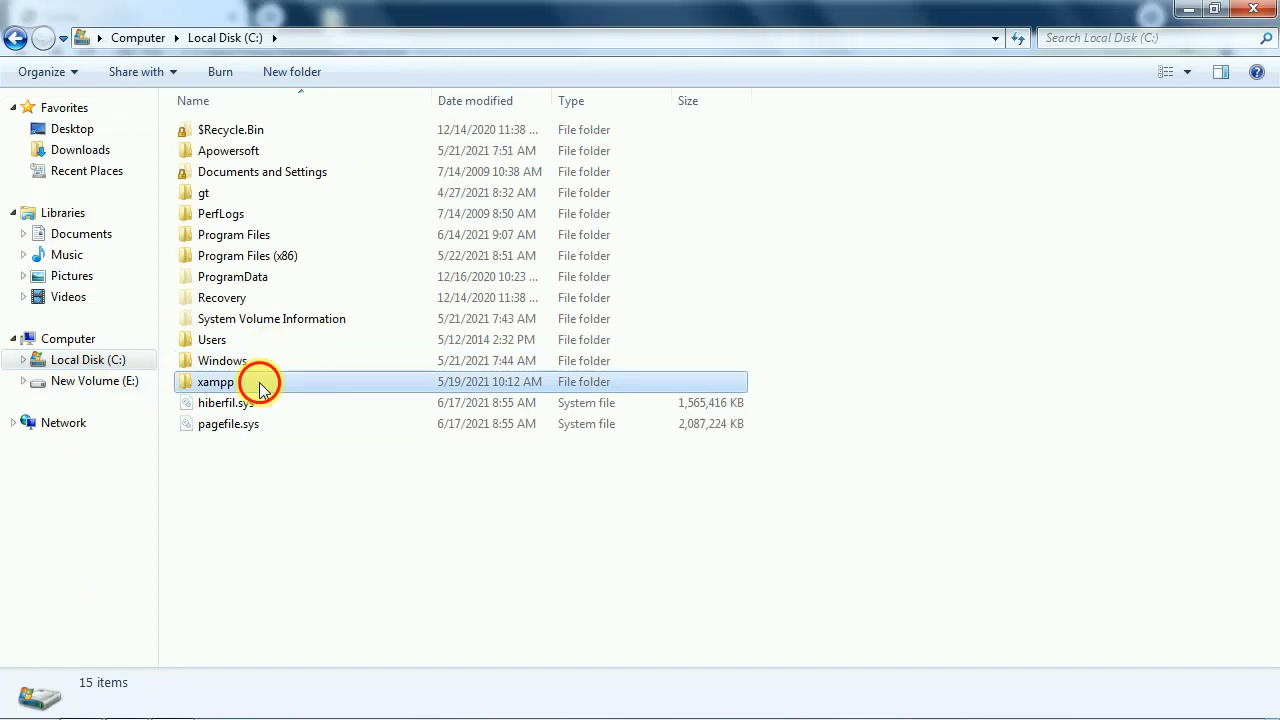 Computer Local Disk (C:)
Search Local Disk (C:)
Organize Share with Burn New folder
Favorites
Desktop
Downloads
Recent Places
Libraries
Documents
Music
Pictures
Videos
Computer
Local Disk (C:)
New Volume (E:)
Network
Name Date modified Type Size
$Recycle.Bin 12/14/2020 11:38 ... File folder
Apowersoft 5/21/2021 7:51 AM File folder
Documents and Settings 7/14/2009 10:38 AM File folder
gt 4/27/2021 8:32 AM File folder
PerfLogs 7/14/2009 8:50 AM File folder
Program Files 6/14/2021 9:07 AM File folder
Program Files (x86) 5/22/2021 8:51 AM File folder
ProgramData 12/16/2020 10:23 ... File folder
Recovery 12/14/2020 11:38 ... File folder
System Volume Information 5/21/2021 7:43 AM File folder
Users 5/12/2014 2:32 PM File folder
Windows 5/21/2021 7:44 AM File folder
xampp 5/19/2021 10:12 AM File folder
hiberfil.sys 6/17/2021 8:55 AM System file 1,565,416 KB
pagefile.sys 6/17/2021 8:55 AM System file 2,087,224 KB
15 items